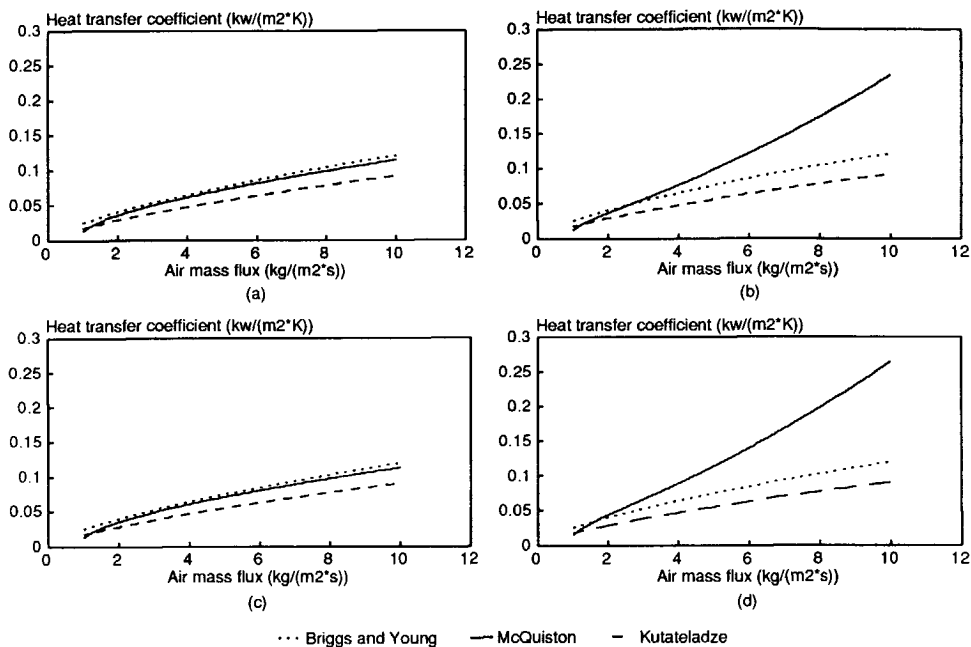 Heat transfer coefficient (kw/(m2*K))
0.3
0.25
0.2
0.15
0.1
0.05
0
0 2 4 6 8 10 12
Air mass flux (kg/(m2*s))
(a)
Heat transfer coefficient (kw/(m2*K))
0.3
0.25
0.2
0.15
0.1
0.05
0
0 2 4 6 8 10 12
Air mass flux (kg/(m2*s))
(b)
Heat transfer coefficient (kw/(m2*K))
0.3
0.25
0.2
0.15
0.1
0.05
0
0 2 4 6 8 10 12
Air mass flux (kg/(m2*s))
(c)
Heat transfer coefficient (kw/(m2*K))
0.3
0.25
0.2
0.15
0.1
0.05
0
0 2 4 6 8 10 12
Air mass flux (kg/(m2*s))
(d)
Briggs and Young McQuiston Kutateladze